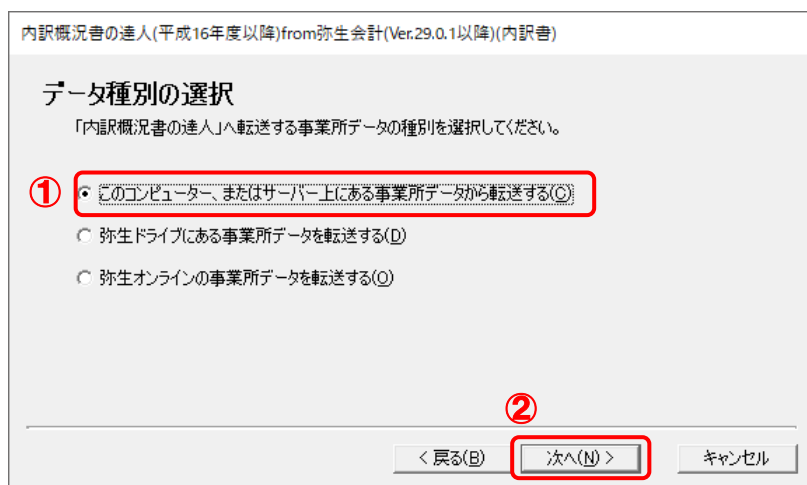 内訳概況書の達人(平成16年度以降)from弥生会計(Ver.29.0.1以降)(内訳書)
データ種別の選択
「内訳概況書の達人」へ転送する事業所データの種別を選択してください。
① このコンピューター、またはサーバー上にある事業所データから転送する(C)
弥生ドライブにある事業所データを転送する(D)
弥生オンラインの事業所データを転送する(O)
②
< 戻る(B) 次へ(N) > キャンセル